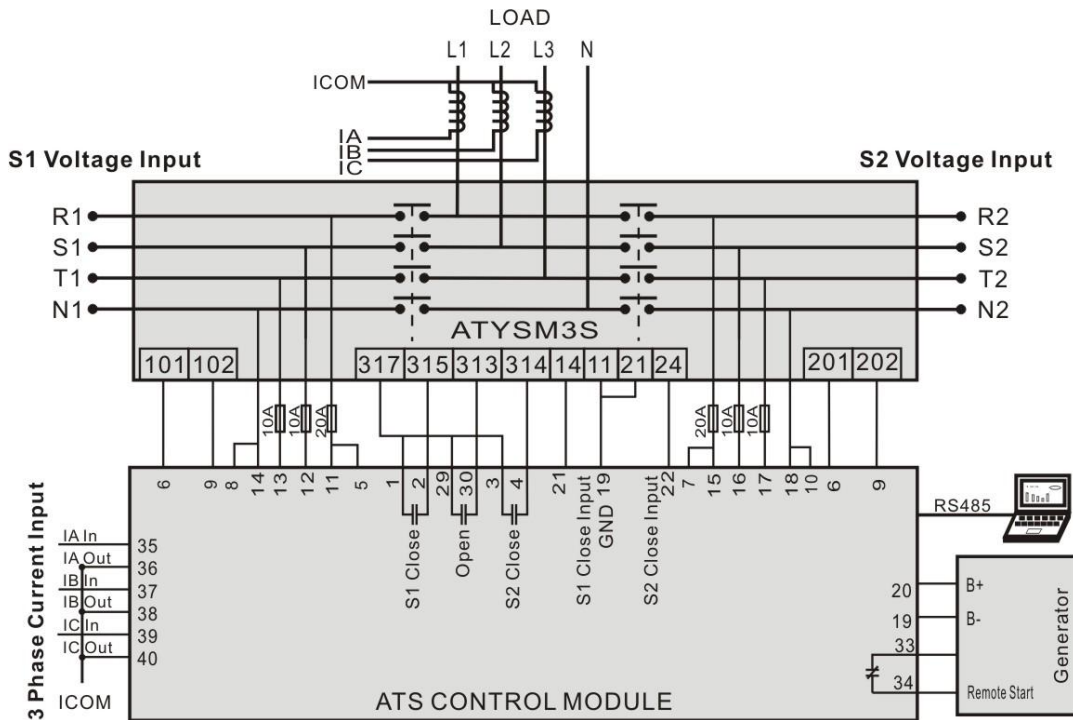 LOAD
L1 L2 L3 N
ICOM
IA
IB
IC
S1 Voltage Input
S2 Voltage Input
R1
R2
S1
S2
T1
T2
N1
N2
ATYSM3S
101 102 317 315 313 314 14 11 21 24 201 202
10A 10A 20A 20A 10A 10A
6 9 8 14 13 12 11 5 1 2 29 30 3 4 21 19 22 7 15 16 17 18 10 6 9
S1 Close
Open
S2 Close
S1 Close Input
GND
S2 Close Input
RS485
3 Phase Current Input
IA In 35
IA Out 36
IB In 37
IB Out 38
IC In 39
IC Out 40
ICOM
20 B+
19 B-
33
34 Remote Start
Generator
ATS CONTROL MODULE